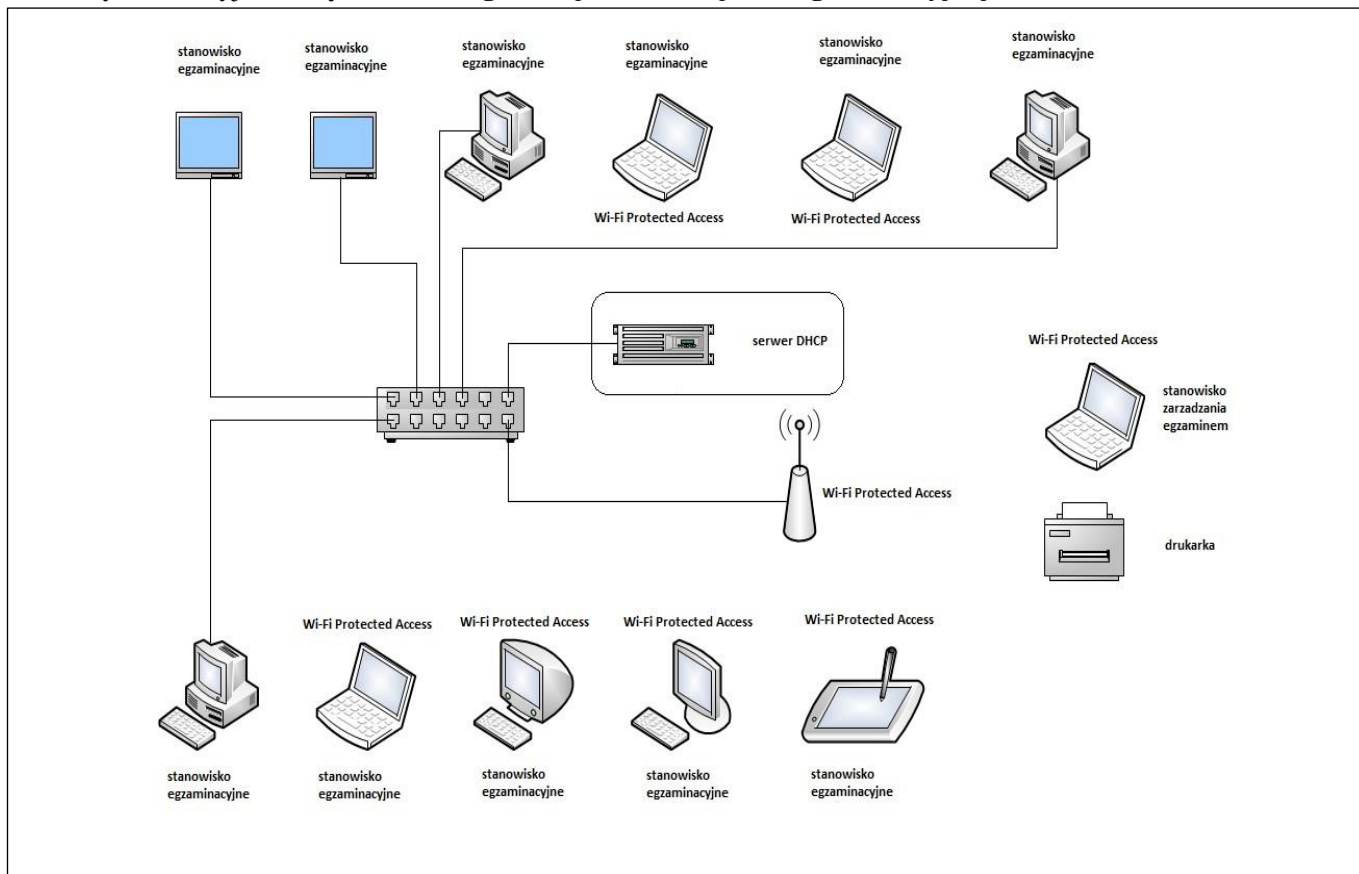 stanowisko
egzaminacyjne
stanowisko
egzaminacyjne
stanowisko
egzaminacyjne
stanowisko
egzaminacyjne
stanowisko
egzaminacyjne
stanowisko
egzaminacyjne
Wi-Fi Protected Access
Wi-Fi Protected Access
serwer DHCP
Wi-Fi Protected Access
stanowisko
zarzadzania
egzaminem
Wi-Fi Protected Access
drukarka
Wi-Fi Protected Access
Wi-Fi Protected Access
Wi-Fi Protected Access
Wi-Fi Protected Access
stanowisko
egzaminacyjne
stanowisko
egzaminacyjne
stanowisko
egzaminacyjne
stanowisko
egzaminacyjne
stanowisko
egzaminacyjne